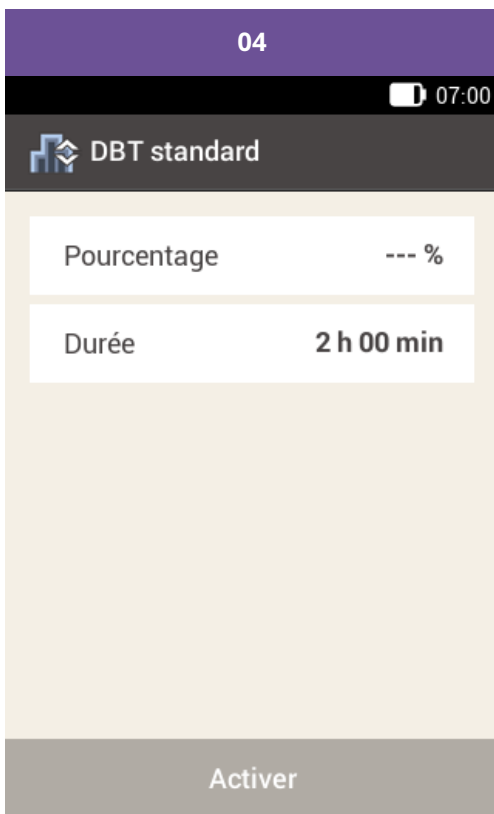 04
07:00
DBT standard
Pourcentage --- %
Durée 2 h 00 min
Activer